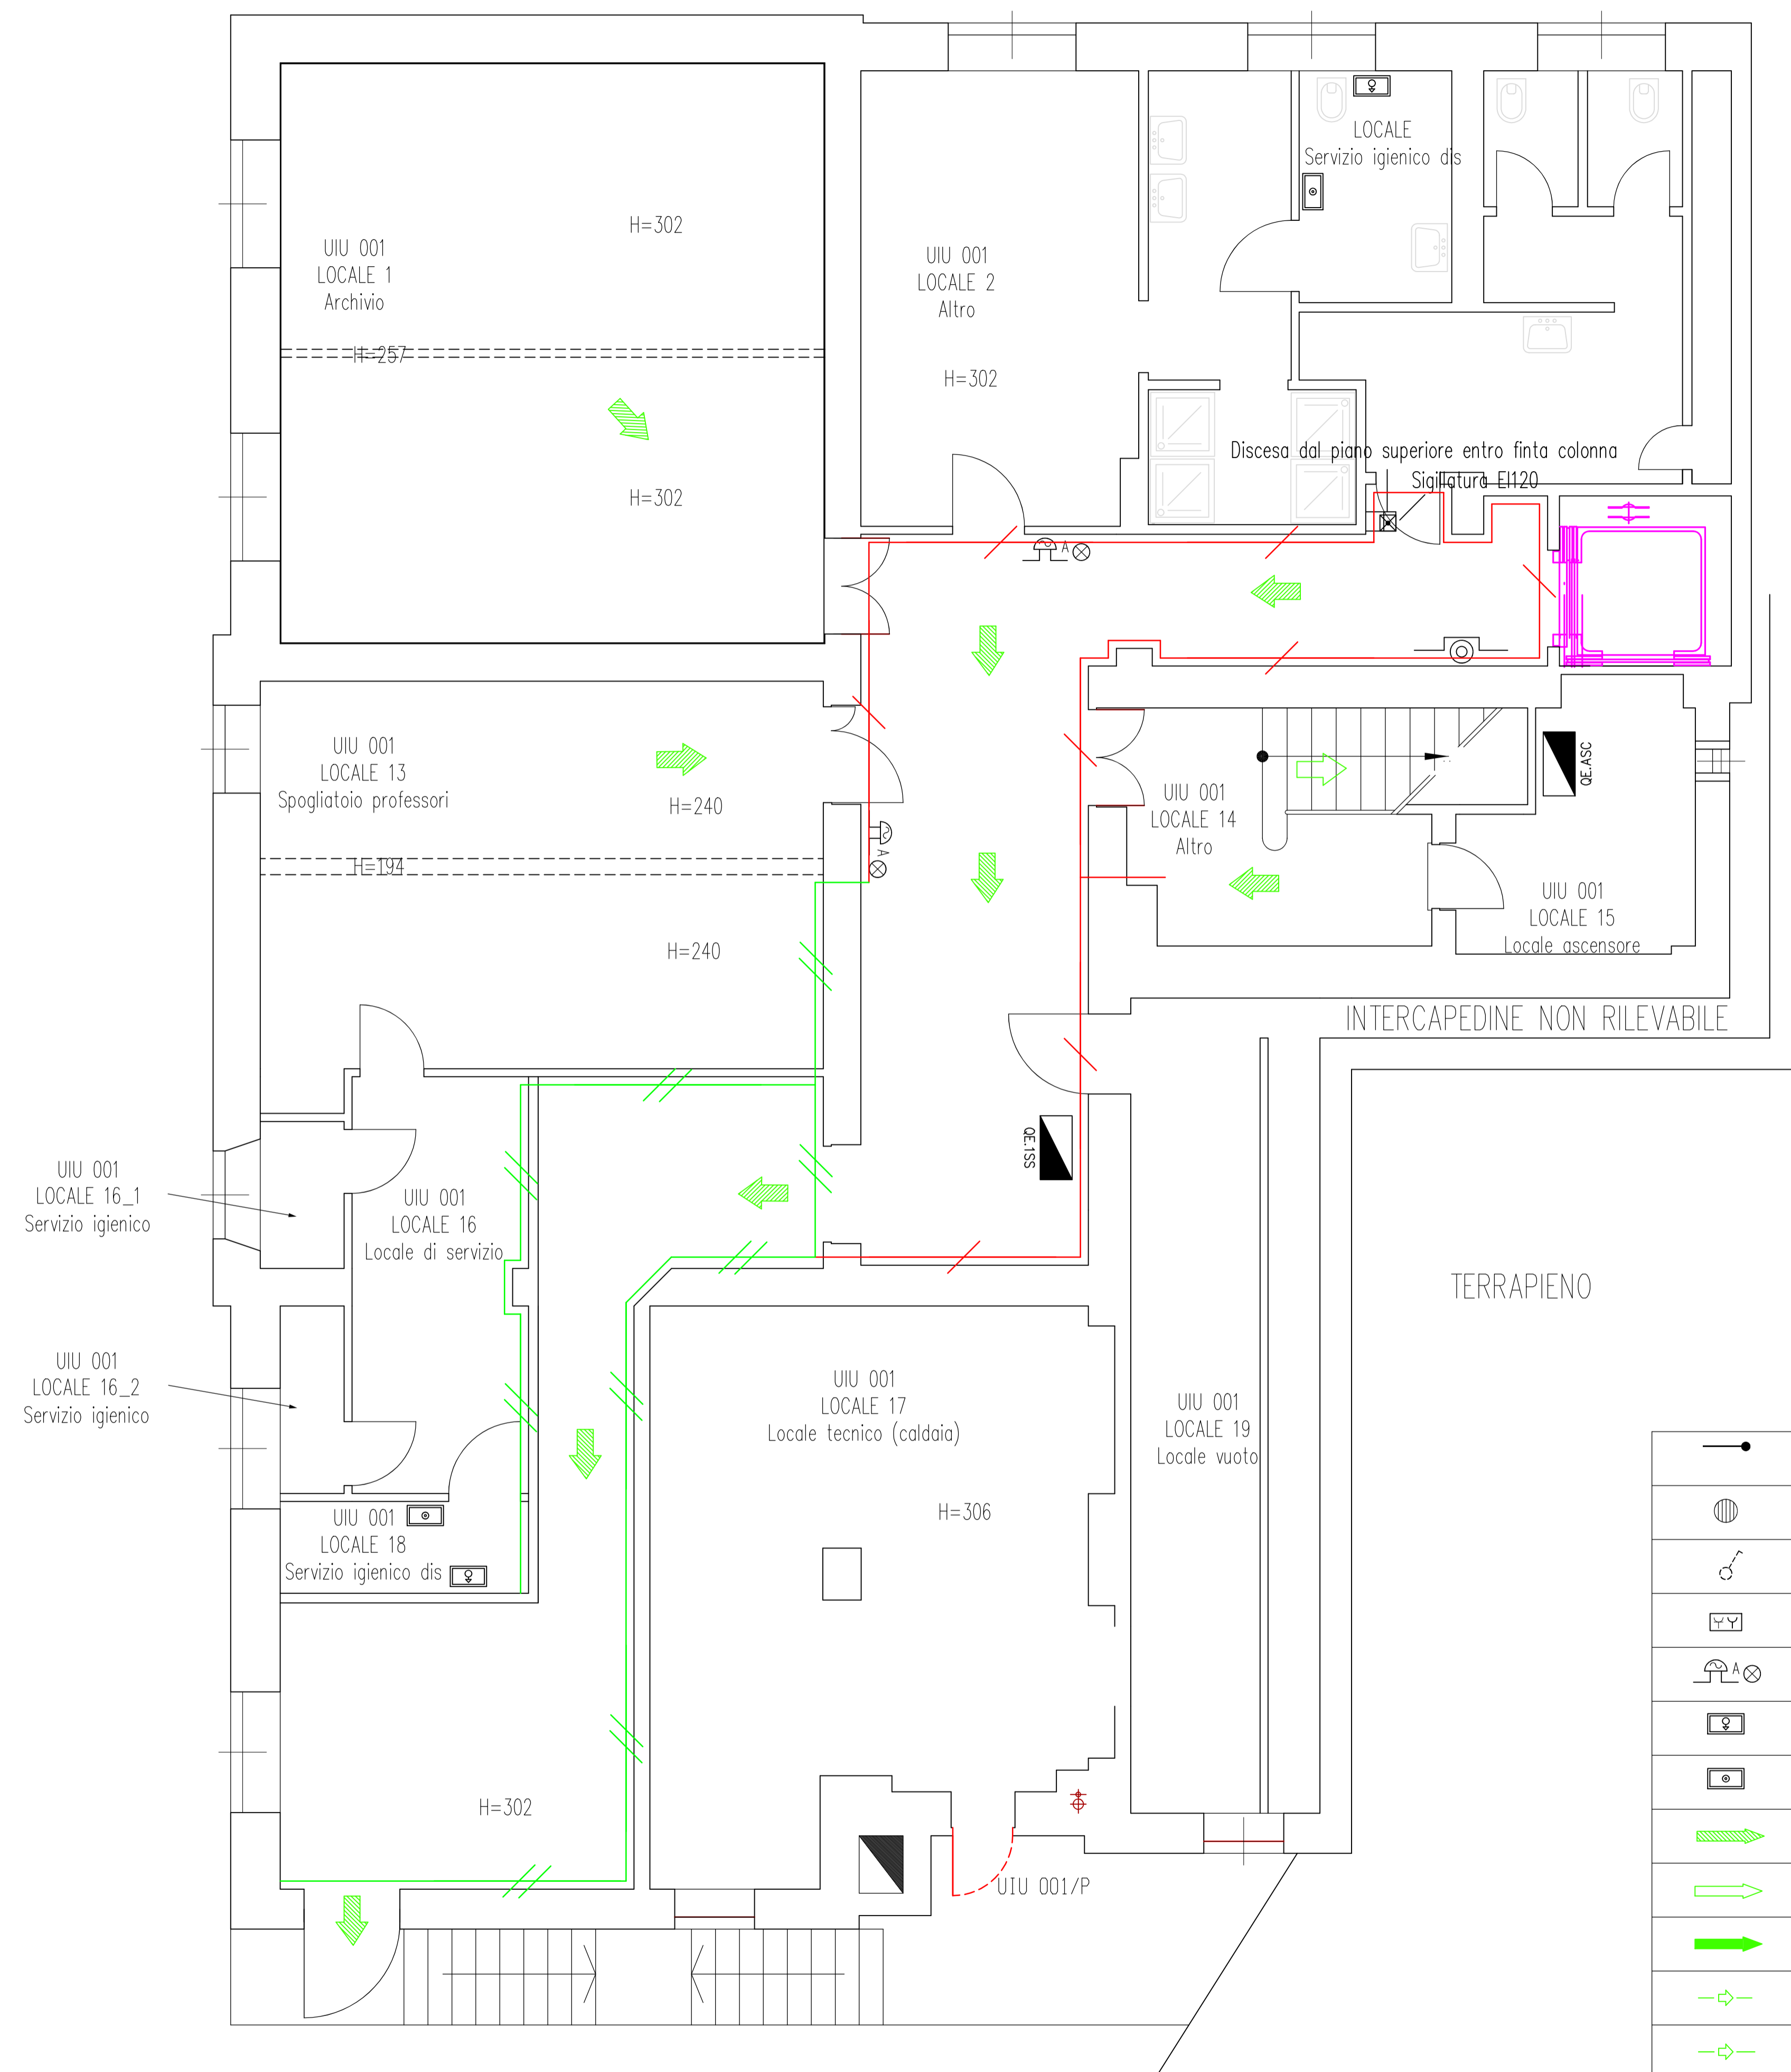 LOCALE
Servizio igienico dis
H=302
UIU 001
LOCALE 1
Archivio
UIU 001
LOCALE 2
Altro
H=257
H=302
Discesa dal piano superiore entro finta colonna
Sigillatura EI120
H=302
A
UIU 001
LOCALE 13
Spogliatoio professori
H=240
QE.ASC
UIU 001
LOCALE 14
Altro
A
H=194
UIU 001
LOCALE 15
Locale ascensore
H=240
INTERCAPEDINE NON RILEVABILE
QE.1SS
UIU 001
LOCALE 16_1
Servizio igienico
UIU 001
LOCALE 16
Locale di servizio
TERRAPIENO
UIU 001
LOCALE 16_2
Servizio igienico
UIU 001
LOCALE 17
Locale tecnico (caldaia)
UIU 001
LOCALE 19
Locale vuoto
H=306
UIU 001
LOCALE 18
Servizio igienico dis
A
H=302
UIU 001/P